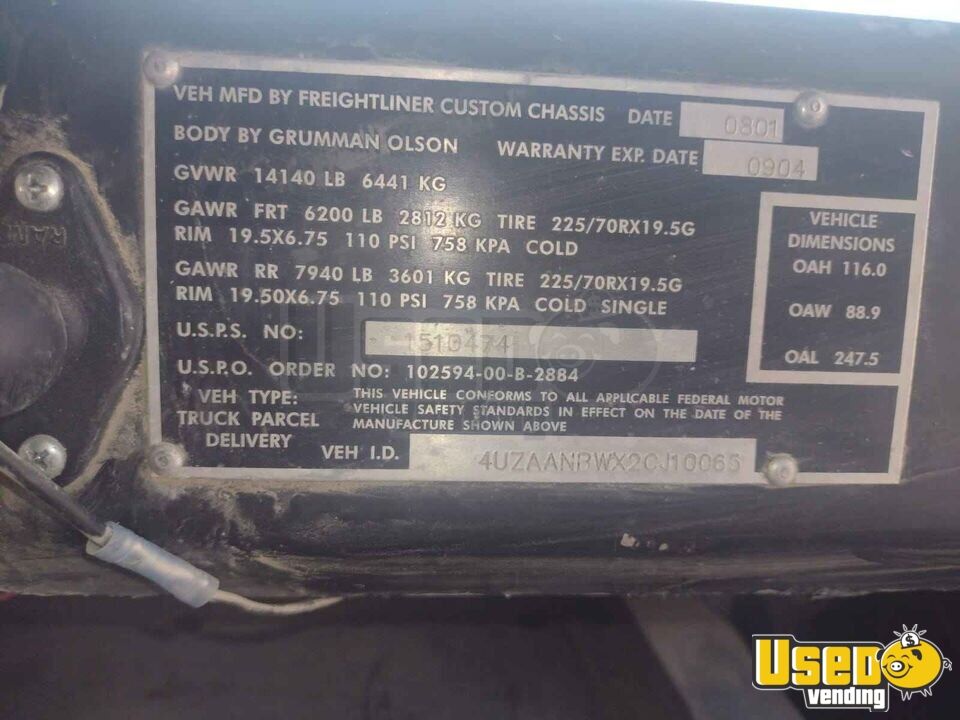 VEH MFD BY FREIGHTLINER CUSTOM CHASSIS DATE 0801
BODY BY GRUMMAN OLSON WARRANTY EXP. DATE 0904
GVWR 14140 LB 6441 KG
GAWR FRT 6200 LB 2812 KG TIRE 225/70RX19.5G
RIM 19.5X6.75 110 PSI 758 KPA COLD
GAWR RR 7940 LB 3601 KG TIRE 225/70RX19.5G
RIM 19.50X6.75 110 PSI 758 KPA COLD SINGLE
U.S.P.S. NO: 1510474
U.S.P.O. ORDER NO: 102594-00-B-2884
VEH TYPE:
TRUCK PARCEL
DELIVERY
THIS VEHICLE CONFORMS TO ALL APPLICABLE FEDERAL MOTOR
VEHICLE SAFETY STANDARDS IN EFFECT ON THE DATE OF THE
MANUFACTURE SHOWN ABOVE
VEH I.D. 4UZAANBWX2CJ10065
VEHICLE
DIMENSIONS
OAH 116.0
OAW 88.9
OAL 247.5
Used
vending